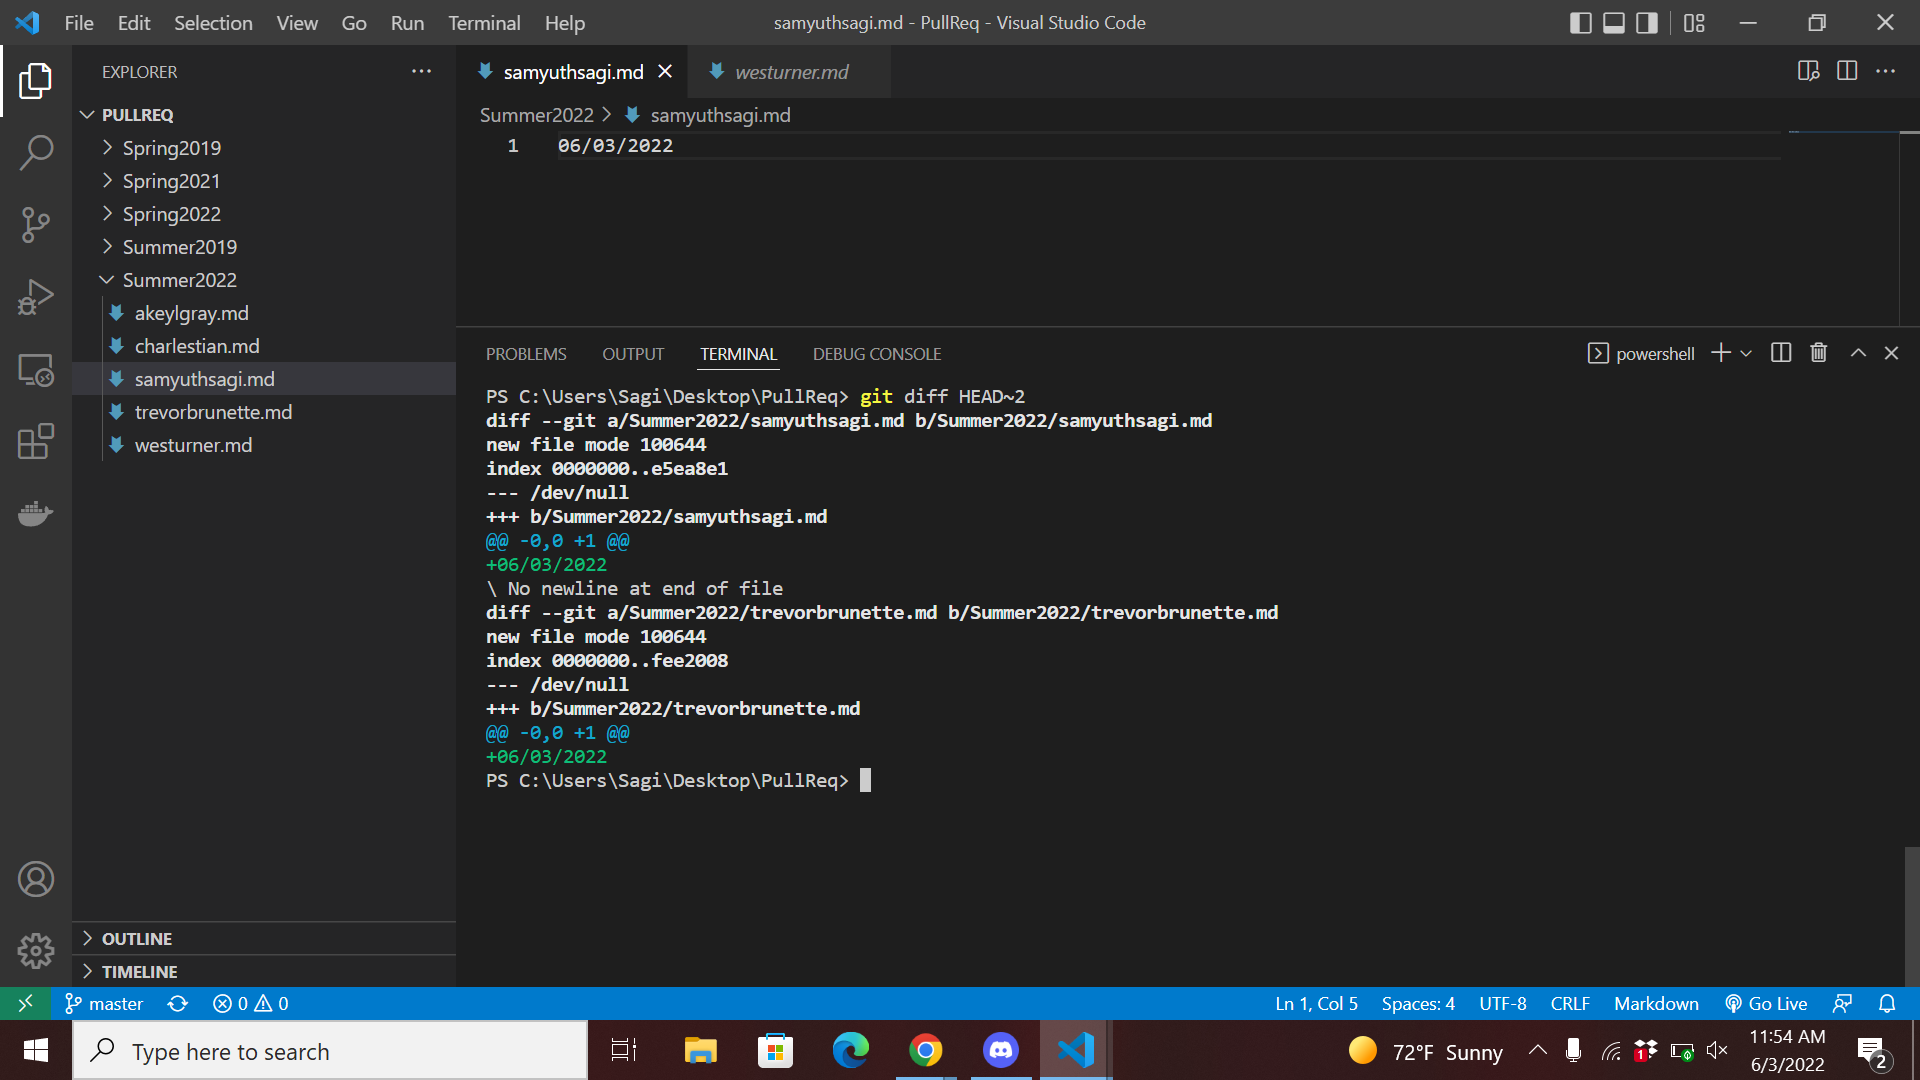 File Edit Selection View Go Run Terminal Help
samyuthsagi.md - PullReq - Visual Studio Code
EXPLORER
PULLREQ
Spring2019
Spring2021
Spring2022
Summer2019
Summer2022
akeylgray.md
charlestian.md
samyuthsagi.md
trevorbrunette.md
westurner.md
OUTLINE
TIMELINE
samyuthsagi.md
westurner.md
Summer2022 > samyuthsagi.md
1 06/03/2022
PROBLEMS OUTPUT TERMINAL DEBUG CONSOLE
powershell
PS C:\Users\Sagi\Desktop\PullReq> git diff HEAD~2
diff --git a/Summer2022/samyuthsagi.md b/Summer2022/samyuthsagi.md
new file mode 100644
index 0000000..e5ea8e1
--- /dev/null
+++ b/Summer2022/samyuthsagi.md
@@ -0,0 +1 @@
+06/03/2022
\ No newline at end of file
diff --git a/Summer2022/trevorbrunette.md b/Summer2022/trevorbrunette.md
new file mode 100644
index 0000000..fee2008
--- /dev/null
+++ b/Summer2022/trevorbrunette.md
@@ -0,0 +1 @@
+06/03/2022
PS C:\Users\Sagi\Desktop\PullReq>
master 0 0
Ln 1, Col 5 Spaces: 4 UTF-8 CRLF Markdown Go Live
Type here to search
72°F Sunny
1
11:54 AM
6/3/2022
2